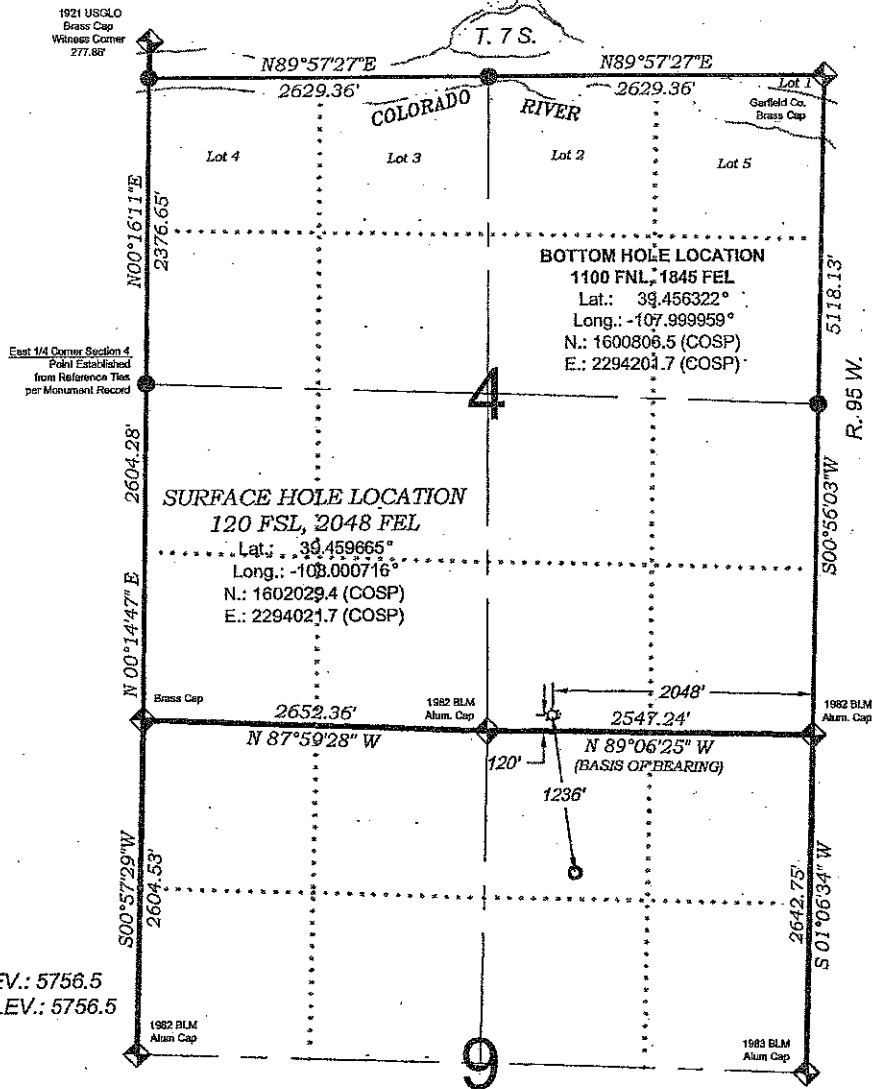 1921 USGLO
Brass Cap
Witness Corner
277.86'
T. 7 S.
N89°57'27"E
2629.36'
N89°57'27"E
2629.36'
COLORADO RIVER
Lot 1
Garfield Co.
Brass Cap
Lot 4
Lot 3
Lot 2
Lot 5
N00°16'11"E
2376.65'
BOTTOM HOLE LOCATION
1100 FNL, 1845 FEL
Lat.: 39.456322°
Long.: -107.999959°
N.: 1600806.5 (COSP)
E.: 2294201.7 (COSP)
5118.13'
R. 95 W.
East 1/4 Corner Section 4
Point Established
from Reference Ties
per Monument Record
4
2604.28'
N 00°14'47" E
S00°56'03"W
SURFACE HOLE LOCATION
120 FSL, 2048 FEL
Lat.: 39.459665°
Long.: -108.000716°
N.: 1602029.4 (COSP)
E.: 2294021.7 (COSP)
Brass Cap
2652.36'
N 87°59'28" W
1982 BLM
Alum. Cap
2048'
2547.24'
N 89°06'25" W
(BASIS OF BEARING)
120'
1236'
1982 BLM
Alum. Cap
S00°57'29"W
2604.53'
2642.75'
S 01°06'34" W
EV.: 5756.5
LEV.: 5756.5
1982 BLM
Alum Cap
9
1983 BLM
Alum Cap